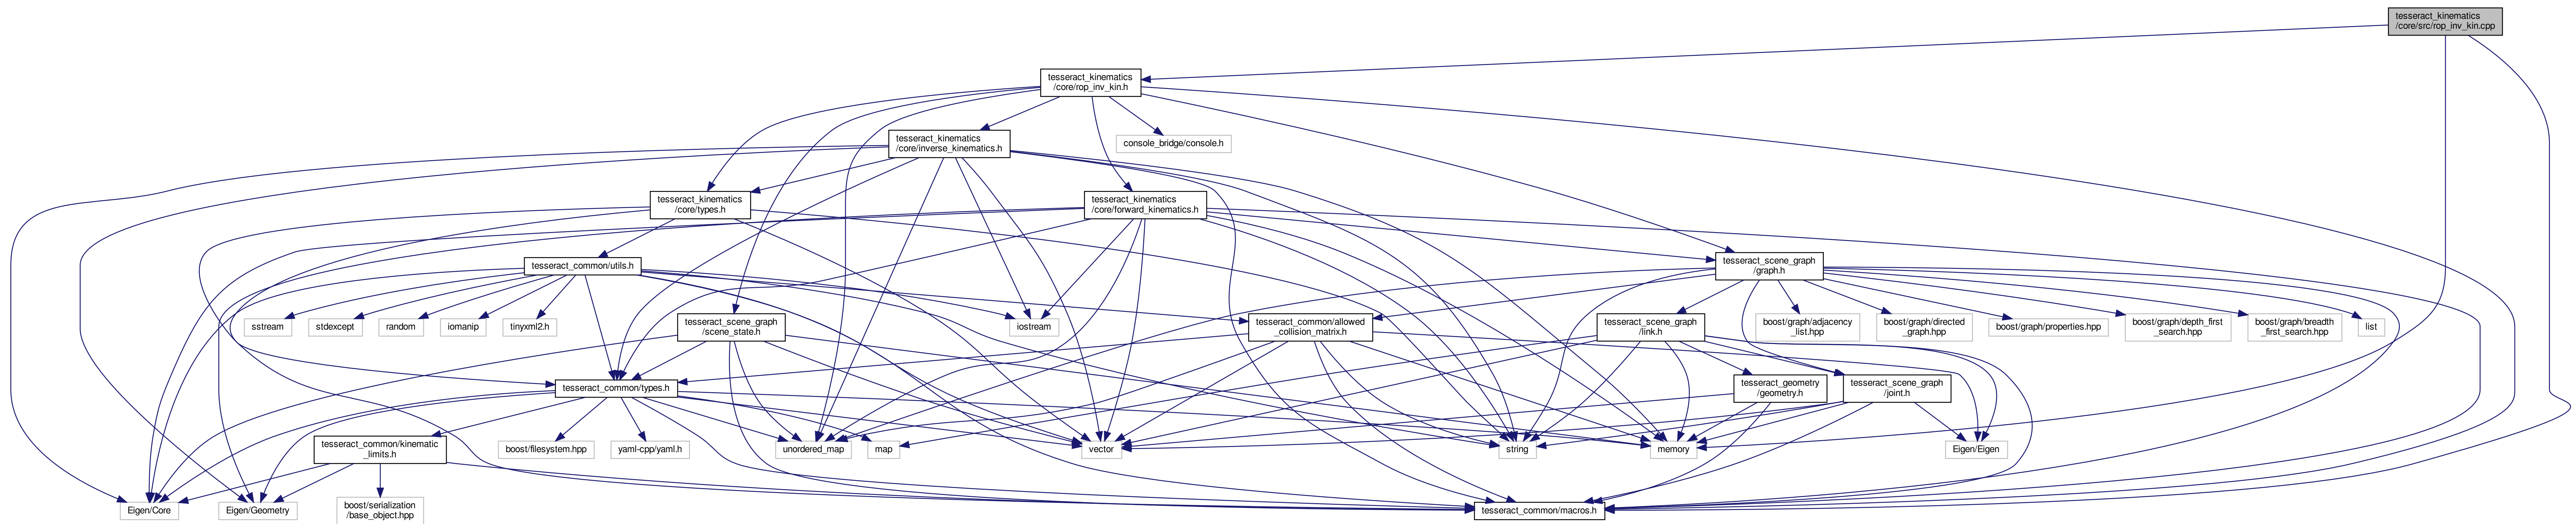 tesseract_kinematics
/core/src/rop_inv_kin.cpp
tesseract_kinematics
/core/rop_inv_kin.h
tesseract_kinematics
/core/inverse_kinematics.h
console_bridge/console.h
tesseract_kinematics
/core/types.h
tesseract_kinematics
/core/forward_kinematics.h
tesseract_common/utils.h
tesseract_scene_graph
/graph.h
sstream
stdexcept
random
iomanip
tinyxml2.h
tesseract_scene_graph
/scene_state.h
iostream
tesseract_common/allowed
_collision_matrix.h
tesseract_scene_graph
/link.h
boost/graph/adjacency
_list.hpp
boost/graph/directed
_graph.hpp
boost/graph/properties.hpp
boost/graph/depth_first
_search.hpp
boost/graph/breadth
_first_search.hpp
list
tesseract_common/types.h
tesseract_geometry
/geometry.h
tesseract_scene_graph
/joint.h
tesseract_common/kinematic
_limits.h
boost/filesystem.hpp
yaml-cpp/yaml.h
unordered_map
map
vector
string
memory
Eigen/Eigen
Eigen/Core
Eigen/Geometry
boost/serialization
/base_object.hpp
tesseract_common/macros.h